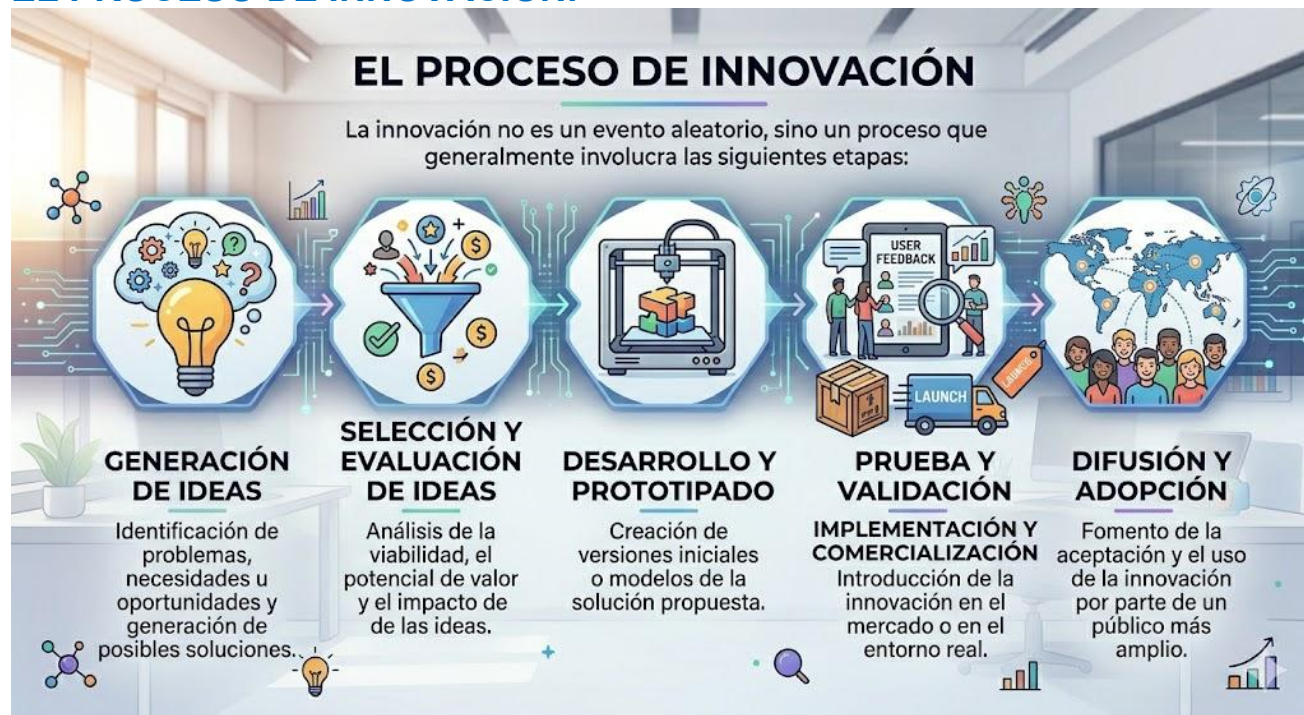 EL PROCESO DE INNOVACIÓN
La innovación no es un evento aleatorio, sino un proceso que
generalmente involucra las siguientes etapas:
USER
FEEDBACK
LAUNCH
LAUNCH
GENERACIÓN
DE IDEAS
Identificación de
problemas,
necesidades u
oportunidades y
generación de
posibles soluciones.
SELECCIÓN Y
EVALUACIÓN
DE IDEAS
Análisis de la
viabilidad, el
potencial de valor
y el impacto de
de las ideas.
DESARROLLO Y
PROTOTIPADO
Creación de
versiones iniciales
o modelos de la
solución propuesta.
PRUEBA Y
VALIDACIÓN
IMPLEMENTACIÓN Y
COMERCIALIZACIÓN
Introducción de la
innovación en el
mercado o en el
entorno real.
DIFUSIÓN Y
ADOPCIÓN
Fomento de la
aceptación y el uso
de la innovación
por parte de un
público más
amplio.